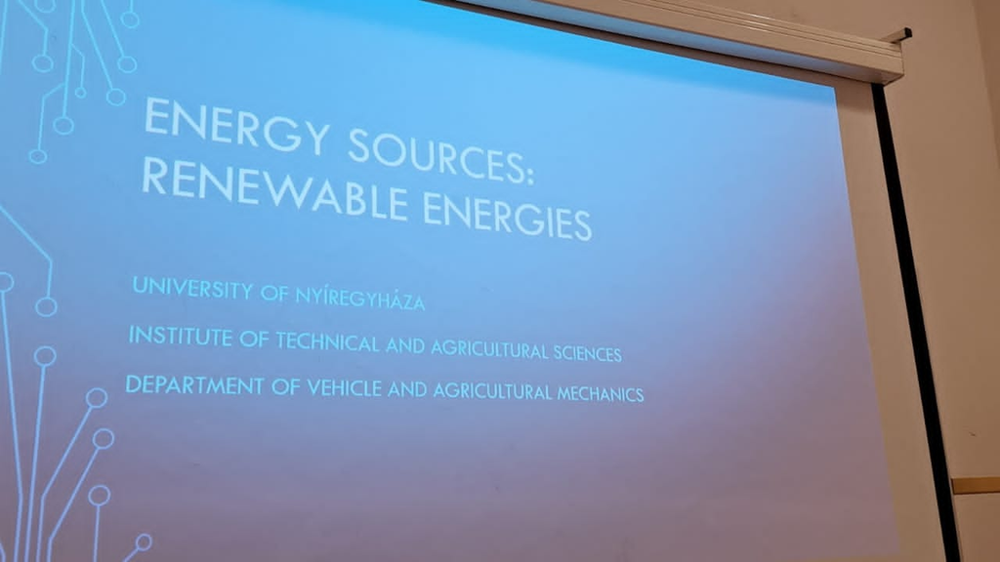 ENERGY SOURCES:
RENEWABLE ENERGIES
UNIVERSITY OF NYÍREGYHÁZA
INSTITUTE OF TECHNICAL AND AGRICULTURAL SCIENCES
DEPARTMENT OF VEHICLE AND AGRICULTURAL MECHANICS